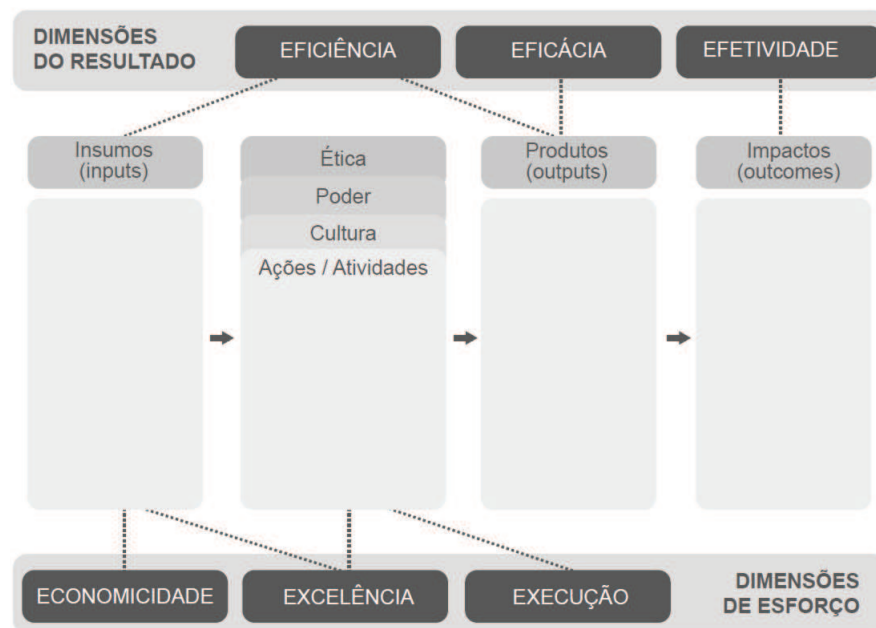 DIMENSÕES
DO RESULTADO
EFICIÊNCIA
EFICÁCIA
EFETIVIDADE
Insumos
(inputs)
Ética
Poder
Cultura
Ações / Atividades
Produtos
(outputs)
Impactos
(outcomes)
ECONOMICIDADE
EXCELÊNCIA
EXECUÇÃO
DIMENSÕES
DE ESFORÇO